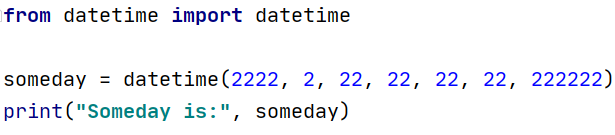 from datetime import datetime
someday = datetime(2222, 2, 22, 22, 22, 22, 222222)
print("Someday is:", someday)